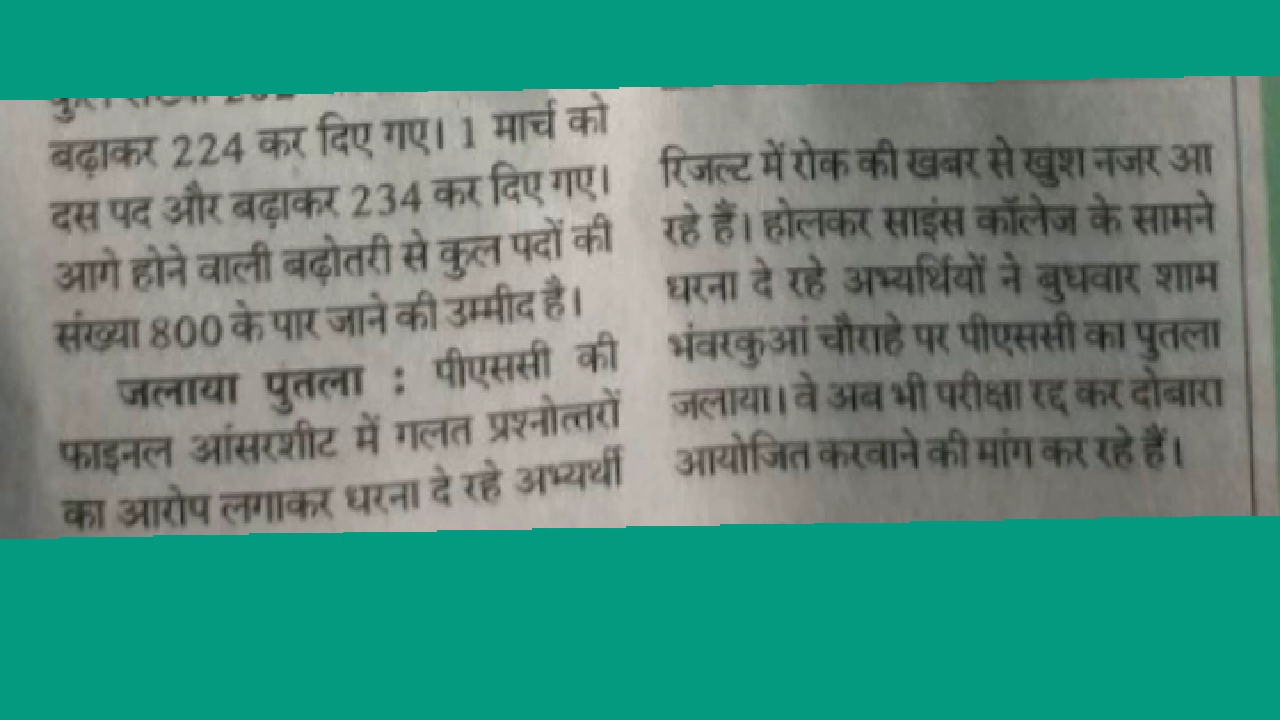 बढ़ाकर 224 कर दिए गए। 1 मार्च को
दस पद और बढ़ाकर 234 कर दिए गए।
आगे होने वाली बढ़ोतरी से कुल पदों की
संख्या 800 के पार जाने की उम्मीद है।
जलाया पुतला : पीएससी की
फाइनल आंसरशीट में गलत प्रश्नोत्तरों
का आरोप लगाकर धरना दे रहे अभ्यर्थी
रिजल्ट में रोक की खबर से खुश नजर आ
रहे हैं। होलकर साइंस कॉलेज के सामने
धरना दे रहे अभ्यर्थियों ने बुधवार शाम
भंवरकुआं चौराहे पर पीएससी का पुतला
जलाया। वे अब भी परीक्षा रद्द कर दोबारा
आयोजित करवाने की मांग कर रहे हैं।